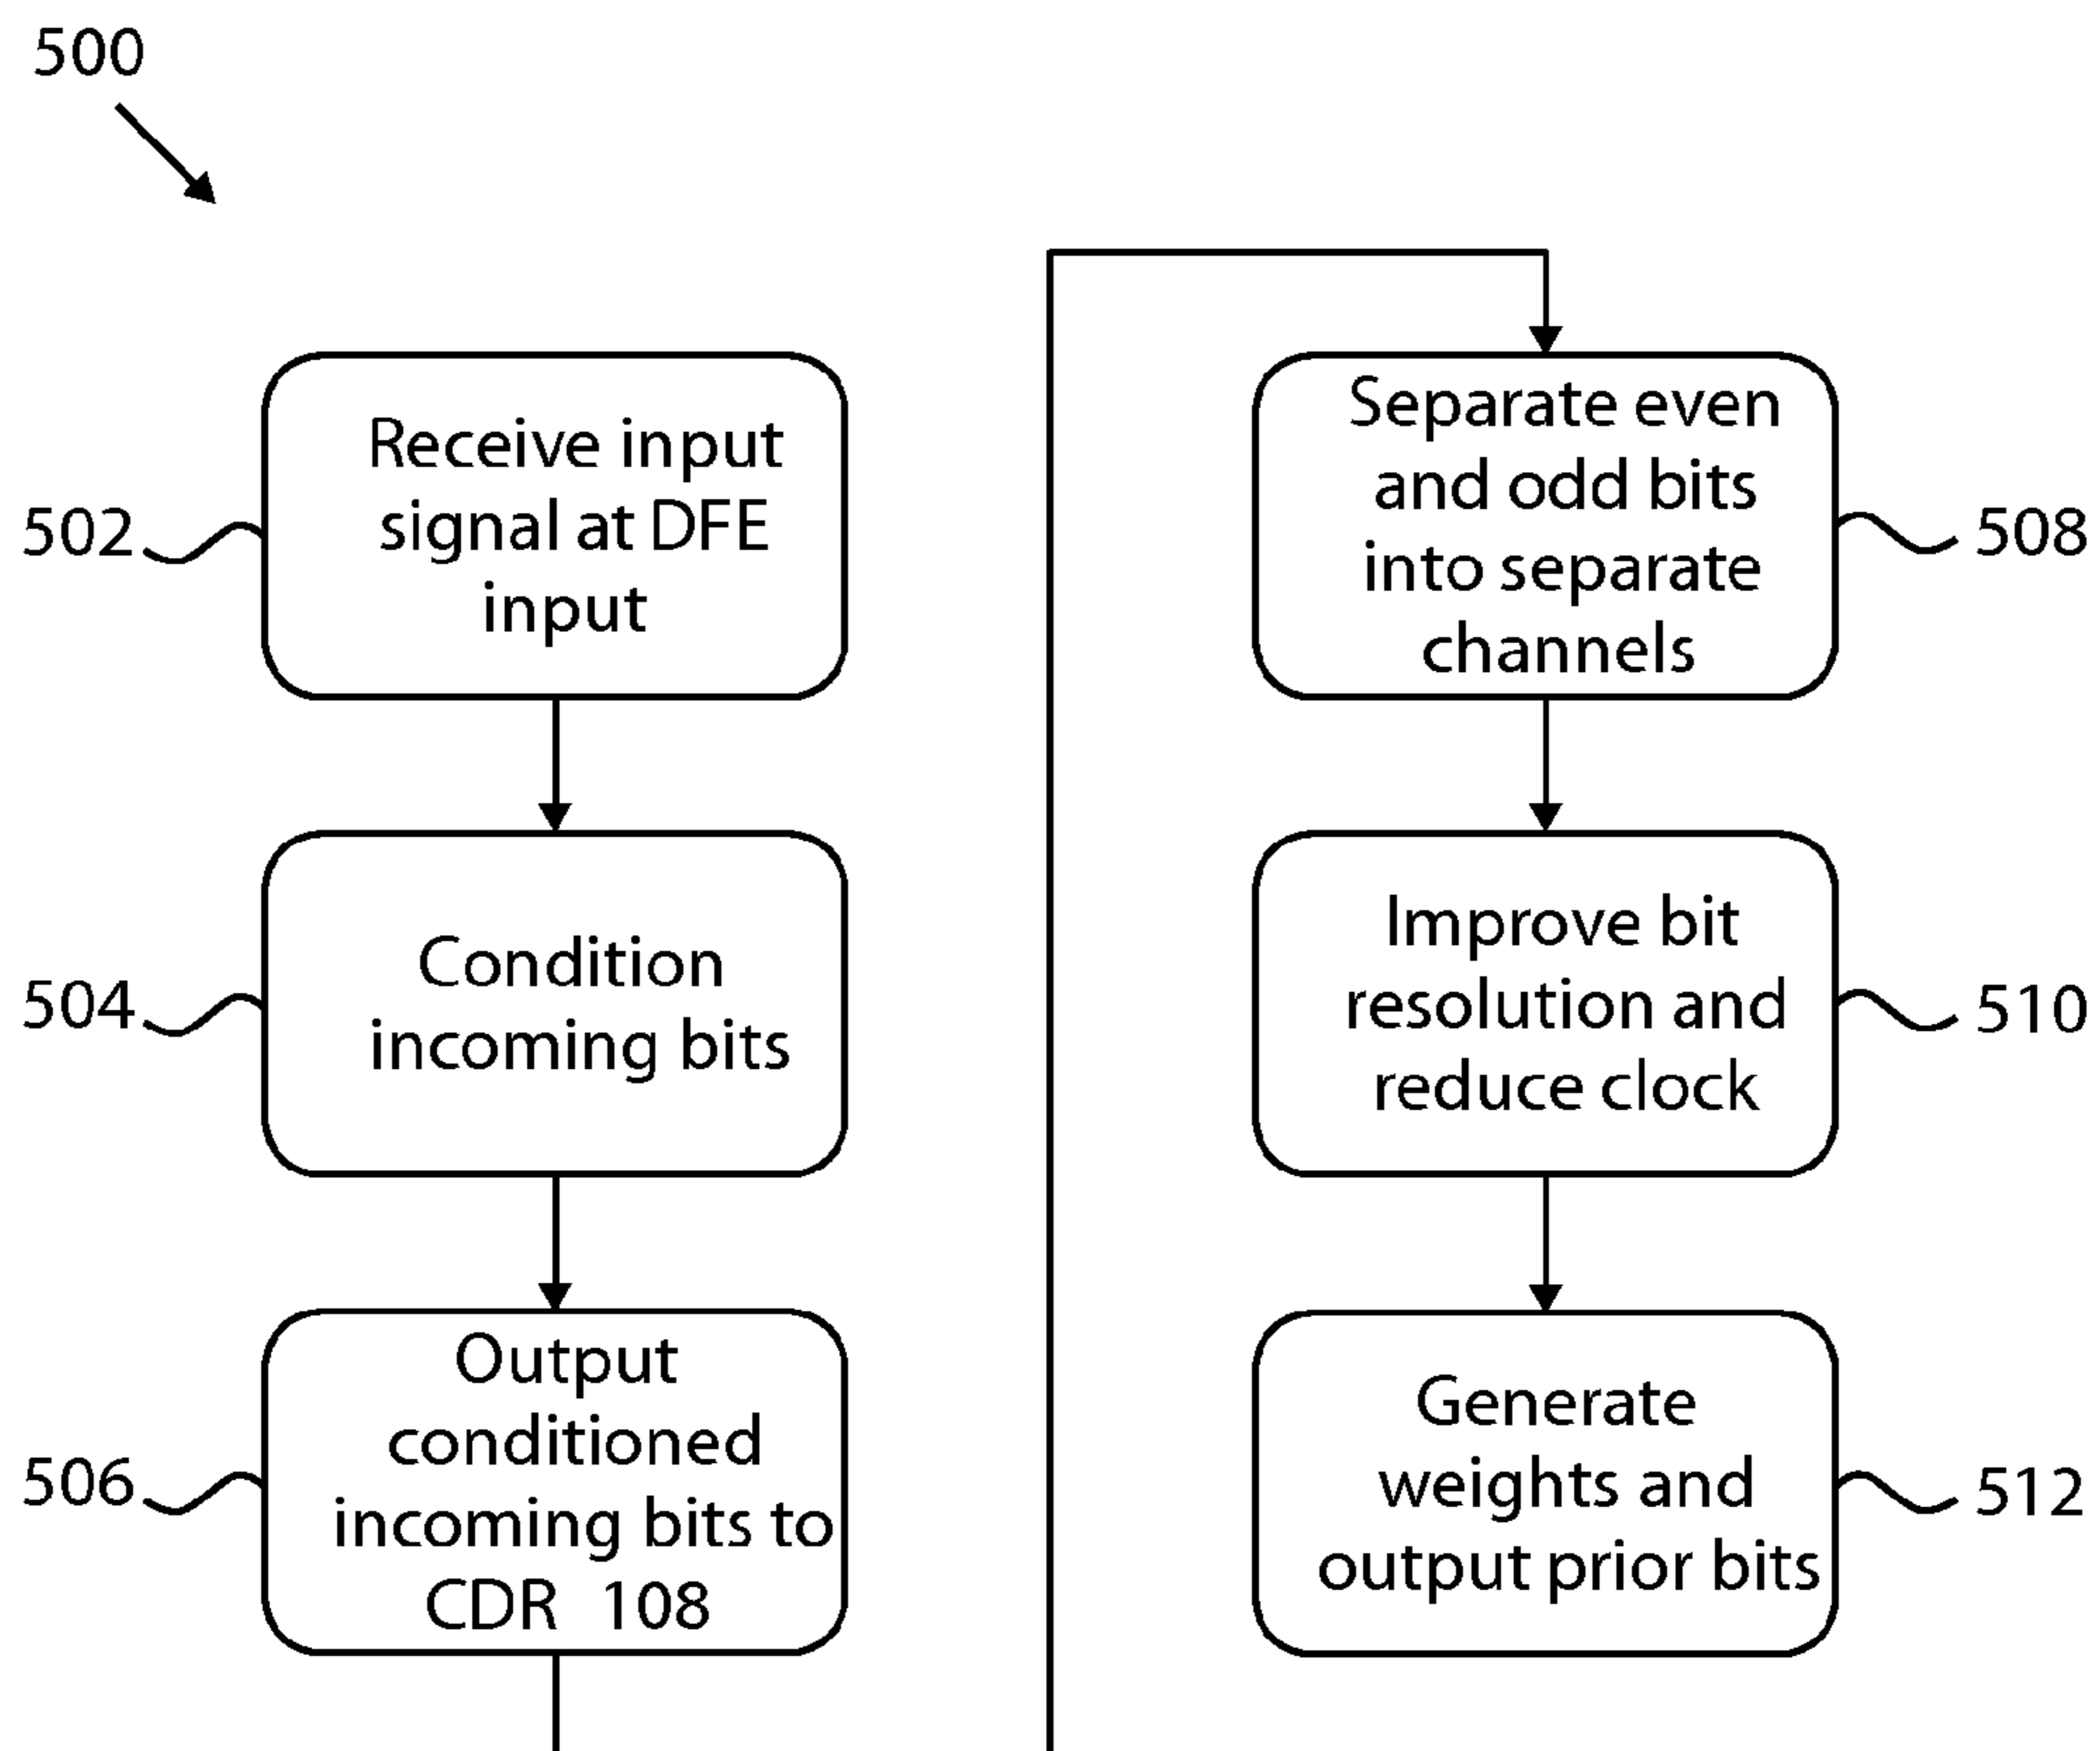 500
502
Receive input
signal at DFE
input
504
Condition
incoming bits
506
Output
conditioned
incoming bits to
CDR 108
Separate even
and odd bits
into separate
channels
508
Improve bit
resolution and
reduce clock
510
Generate
weights and
output prior bits
512